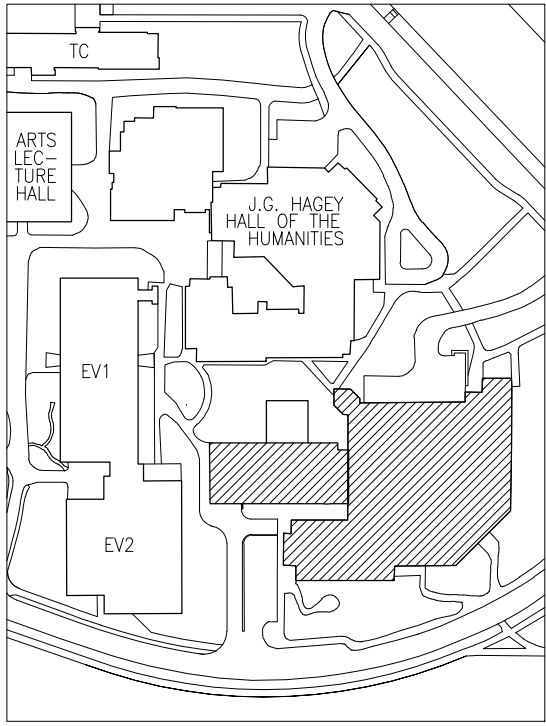 TC
ARTS
LEC-
TURE
HALL
J.G. HAGEY
HALL OF THE
HUMANITIES
EV1
EV2